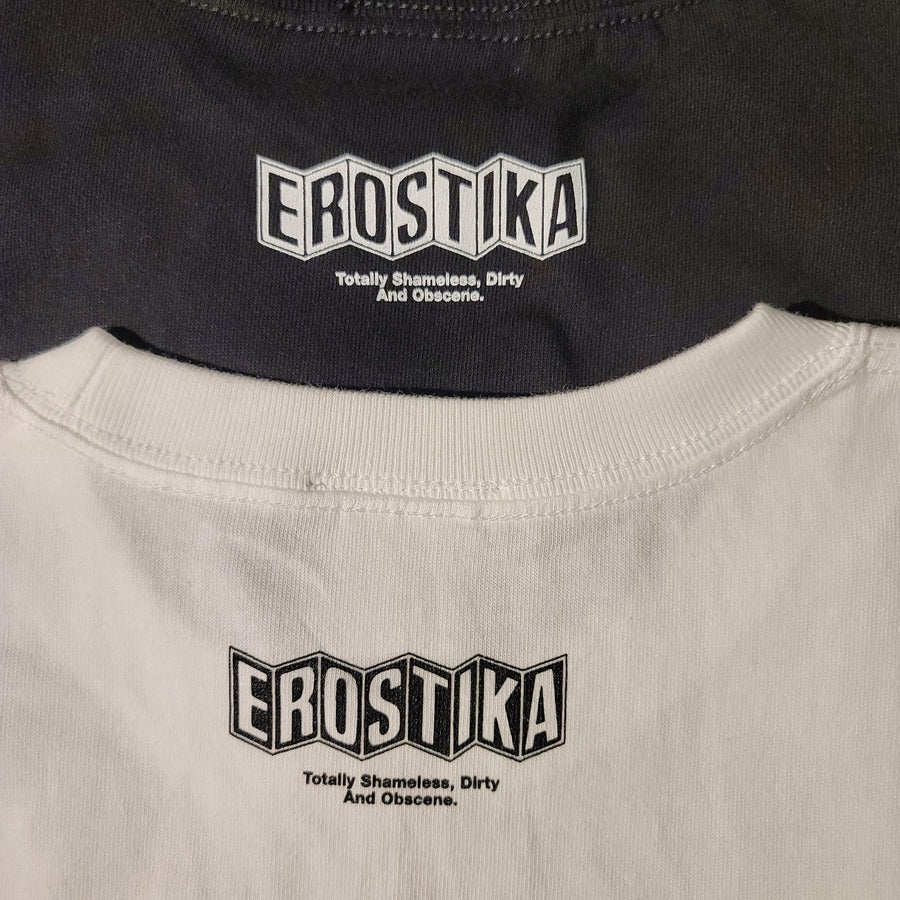 EROSTIKA
Totally Shameless, Dirty
And Obscene.
EROSTIKA
Totally Shameless, Dirty
And Obscene.